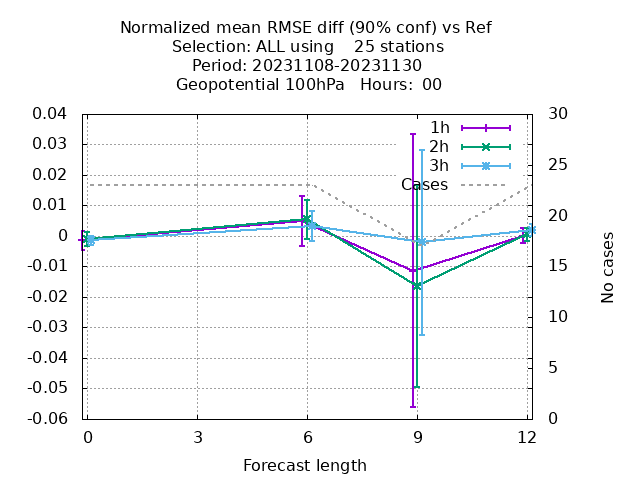 Normalized mean RMSE diff (90% conf) vs Ref
Selection: ALL using    25 stations
Period: 20231108-20231130
Geopotential 100hPa   Hours:  00
0.04
0.03
0.02
0.01
0
-0.01
-0.02
-0.03
-0.04
-0.05
-0.06
30
25
20
15
10
5
0
1h
2h
3h
Cases
No cases
0
3
6
9
12
Forecast length